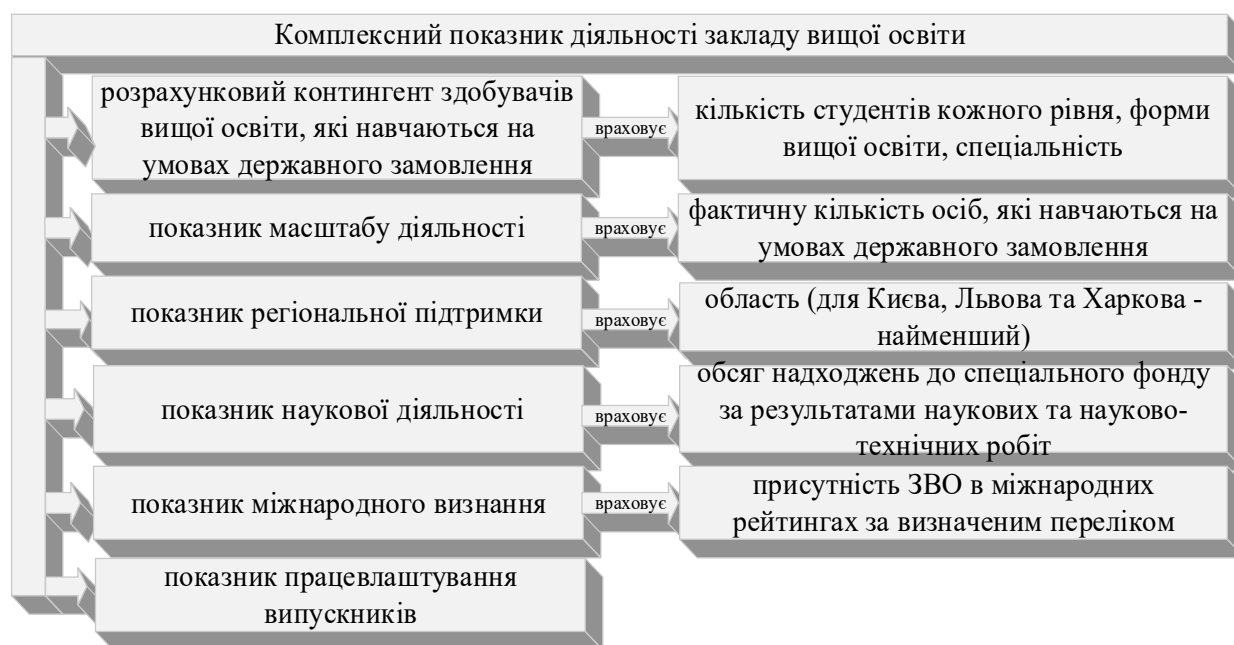 Комплексний показник діяльності закладу вищої освіти
розрахунковий контингент здобувачів
вищої освіти, які навчаються на
умовах державного замовлення
враховує
кількість студентів кожного рівня, форми
вищої освіти, спеціальність
показник масштабу діяльності
враховує
фактичну кількість осіб, які навчаються на
умовах державного замовлення
показник регіональної підтримки
враховує
область (для Києва, Львова та Харкова -
найменший)
показник наукової діяльності
враховує
обсяг надходжень до спеціального фонду
за результатами наукових та науково-
технічних робіт
показник міжнародного визнання
враховує
присутність ЗВО в міжнародних
рейтингах за визначеним переліком
показник працевлаштування
випускників